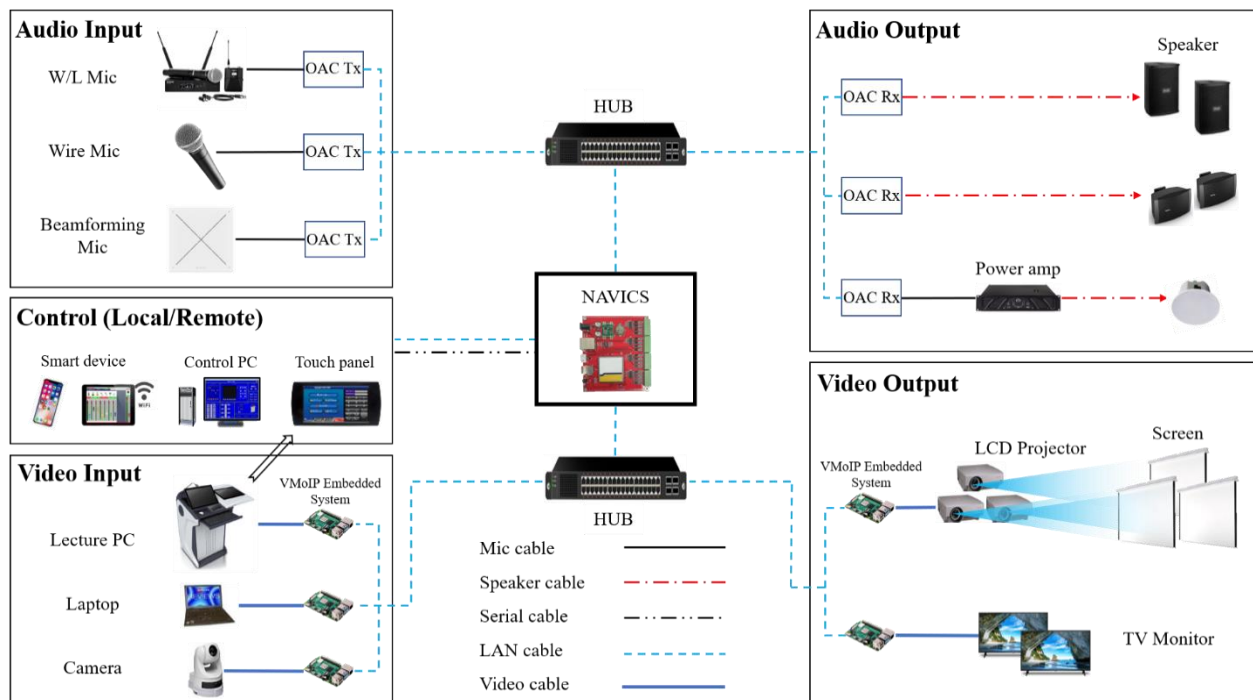 Audio Input
W/L Mic
OAC Tx
Wire Mic
OAC Tx
Beamforming
Mic
OAC Tx
HUB
Audio Output
Speaker
OAC Rx
OAC Rx
Power amp
OAC Rx
NAVICS
Control (Local/Remote)
Smart device
Control PC
Touch panel
WiFi
Video Input
VMoIP Embedded
System
Lecture PC
Laptop
Camera
HUB
Mic cable
Speaker cable
Serial cable
LAN cable
Video cable
Video Output
LCD Projector
Screen
VMoIP Embedded
System
TV Monitor